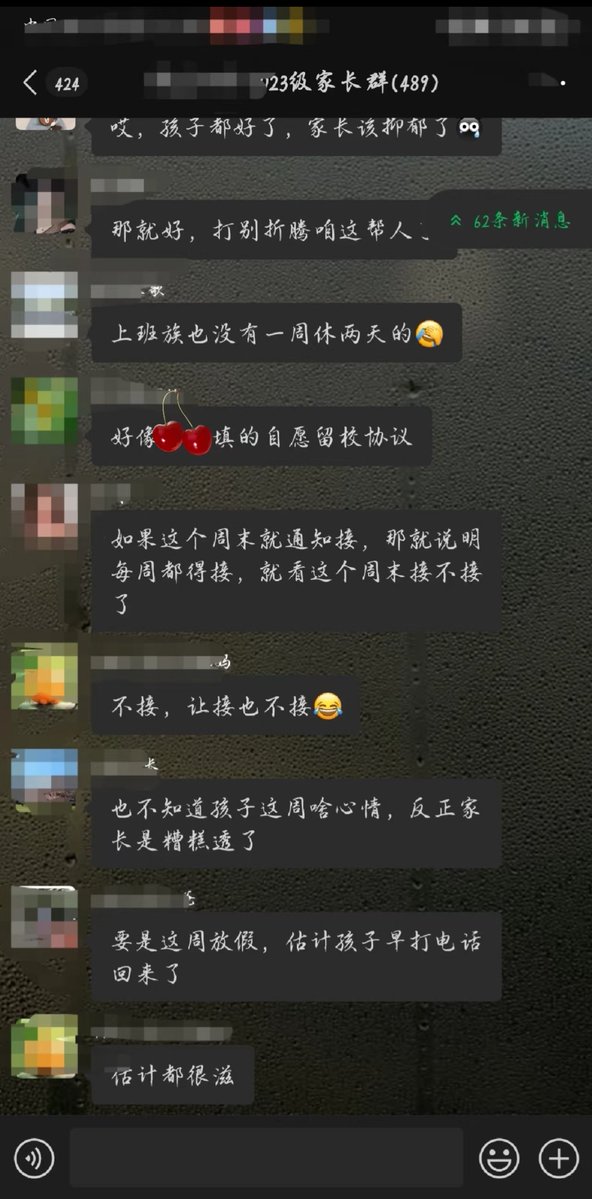 424
023级家长群(489)
哎，孩子都好了，家长该抑郁了
62条新消息
那就好，打别折腾咱这帮人
歌
上班族也没有一周休两天的😂
好像🍒填的自愿留校协议
如果这个周末就通知接，那就说明
每周都得接，就看这个周末接不接
了
妈
不接，让接也不接😂
长
也不知道孩子这周啥心情，反正家
长是糟糕透了
要是这周放假，估计孩子早打电话
回来了
估计都很滋